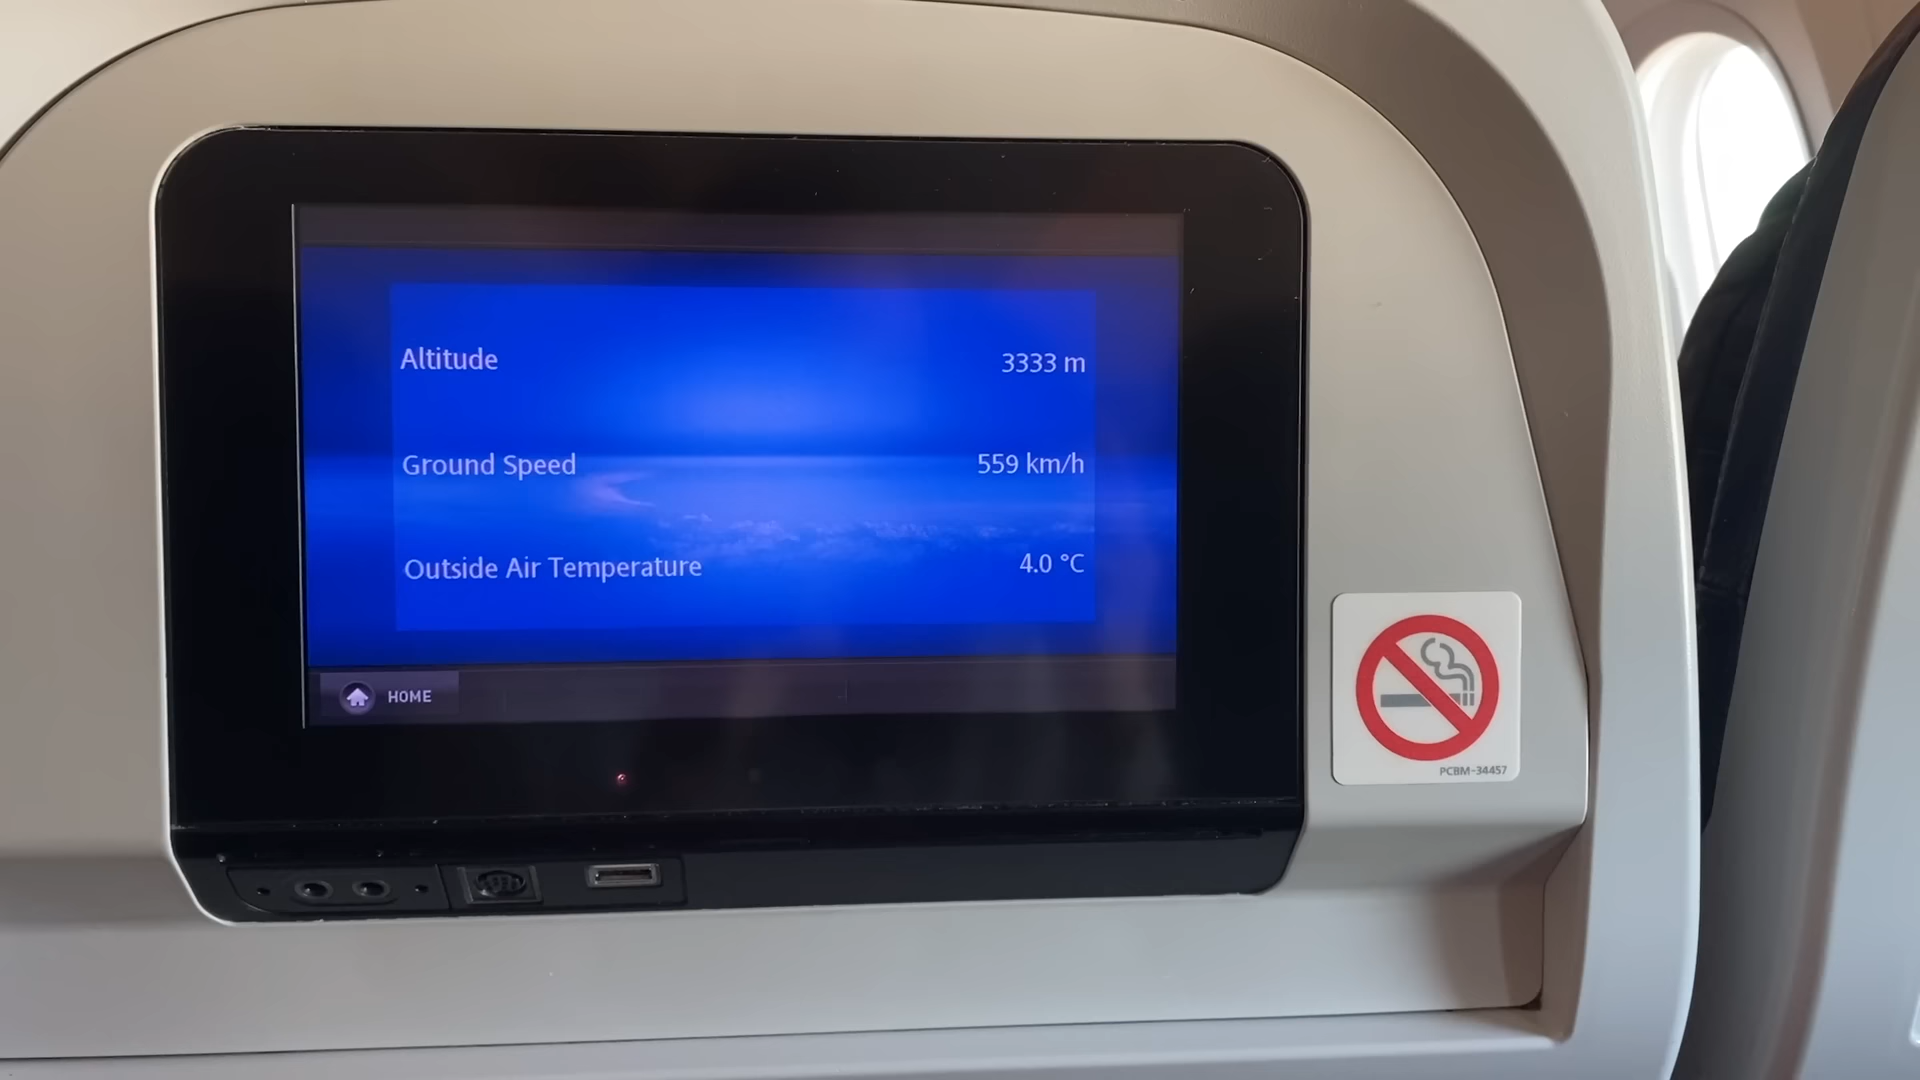 Altitude 3333 m
Ground Speed 559 km/h
Outside Air Temperature 4.0 °C
HOME
PCBM-34457